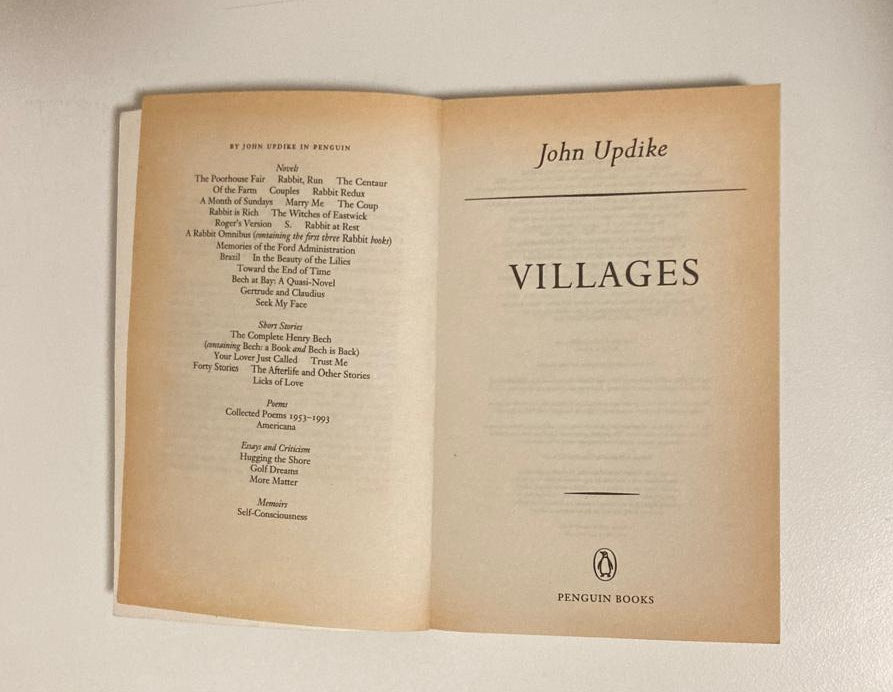 BY JOHN UPDIKE IN PENGUIN
Novels
The Poorhouse Fair Rabbit, Run The Centaur
Of the Farm Couples Rabbit Redux
A Month of Sundays Marry Me The Coup
Rabbit is Rich The Witches of Eastwick
Roger's Version S. Rabbit at Rest
A Rabbit Omnibus (containing the first three Rabbit books)
Memories of the Ford Administration
Brazil In the Beauty of the Lilies
Toward the End of Time
Bech at Bay: A Quasi-Novel
Gertrude and Claudius
Seek My Face
Short Stories
The Complete Henry Bech
(containing Bech: a Book and Bech is Back)
Your Lover Just Called Trust Me
Forty Stories The Afterlife and Other Stories
Licks of Love
Poems
Collected Poems 1953–1993
Americana
Essays and Criticism
Hugging the Shore
Golf Dreams
More Matter
Memoirs
Self-Consciousness
John Updike
VILLAGES
PENGUIN BOOKS